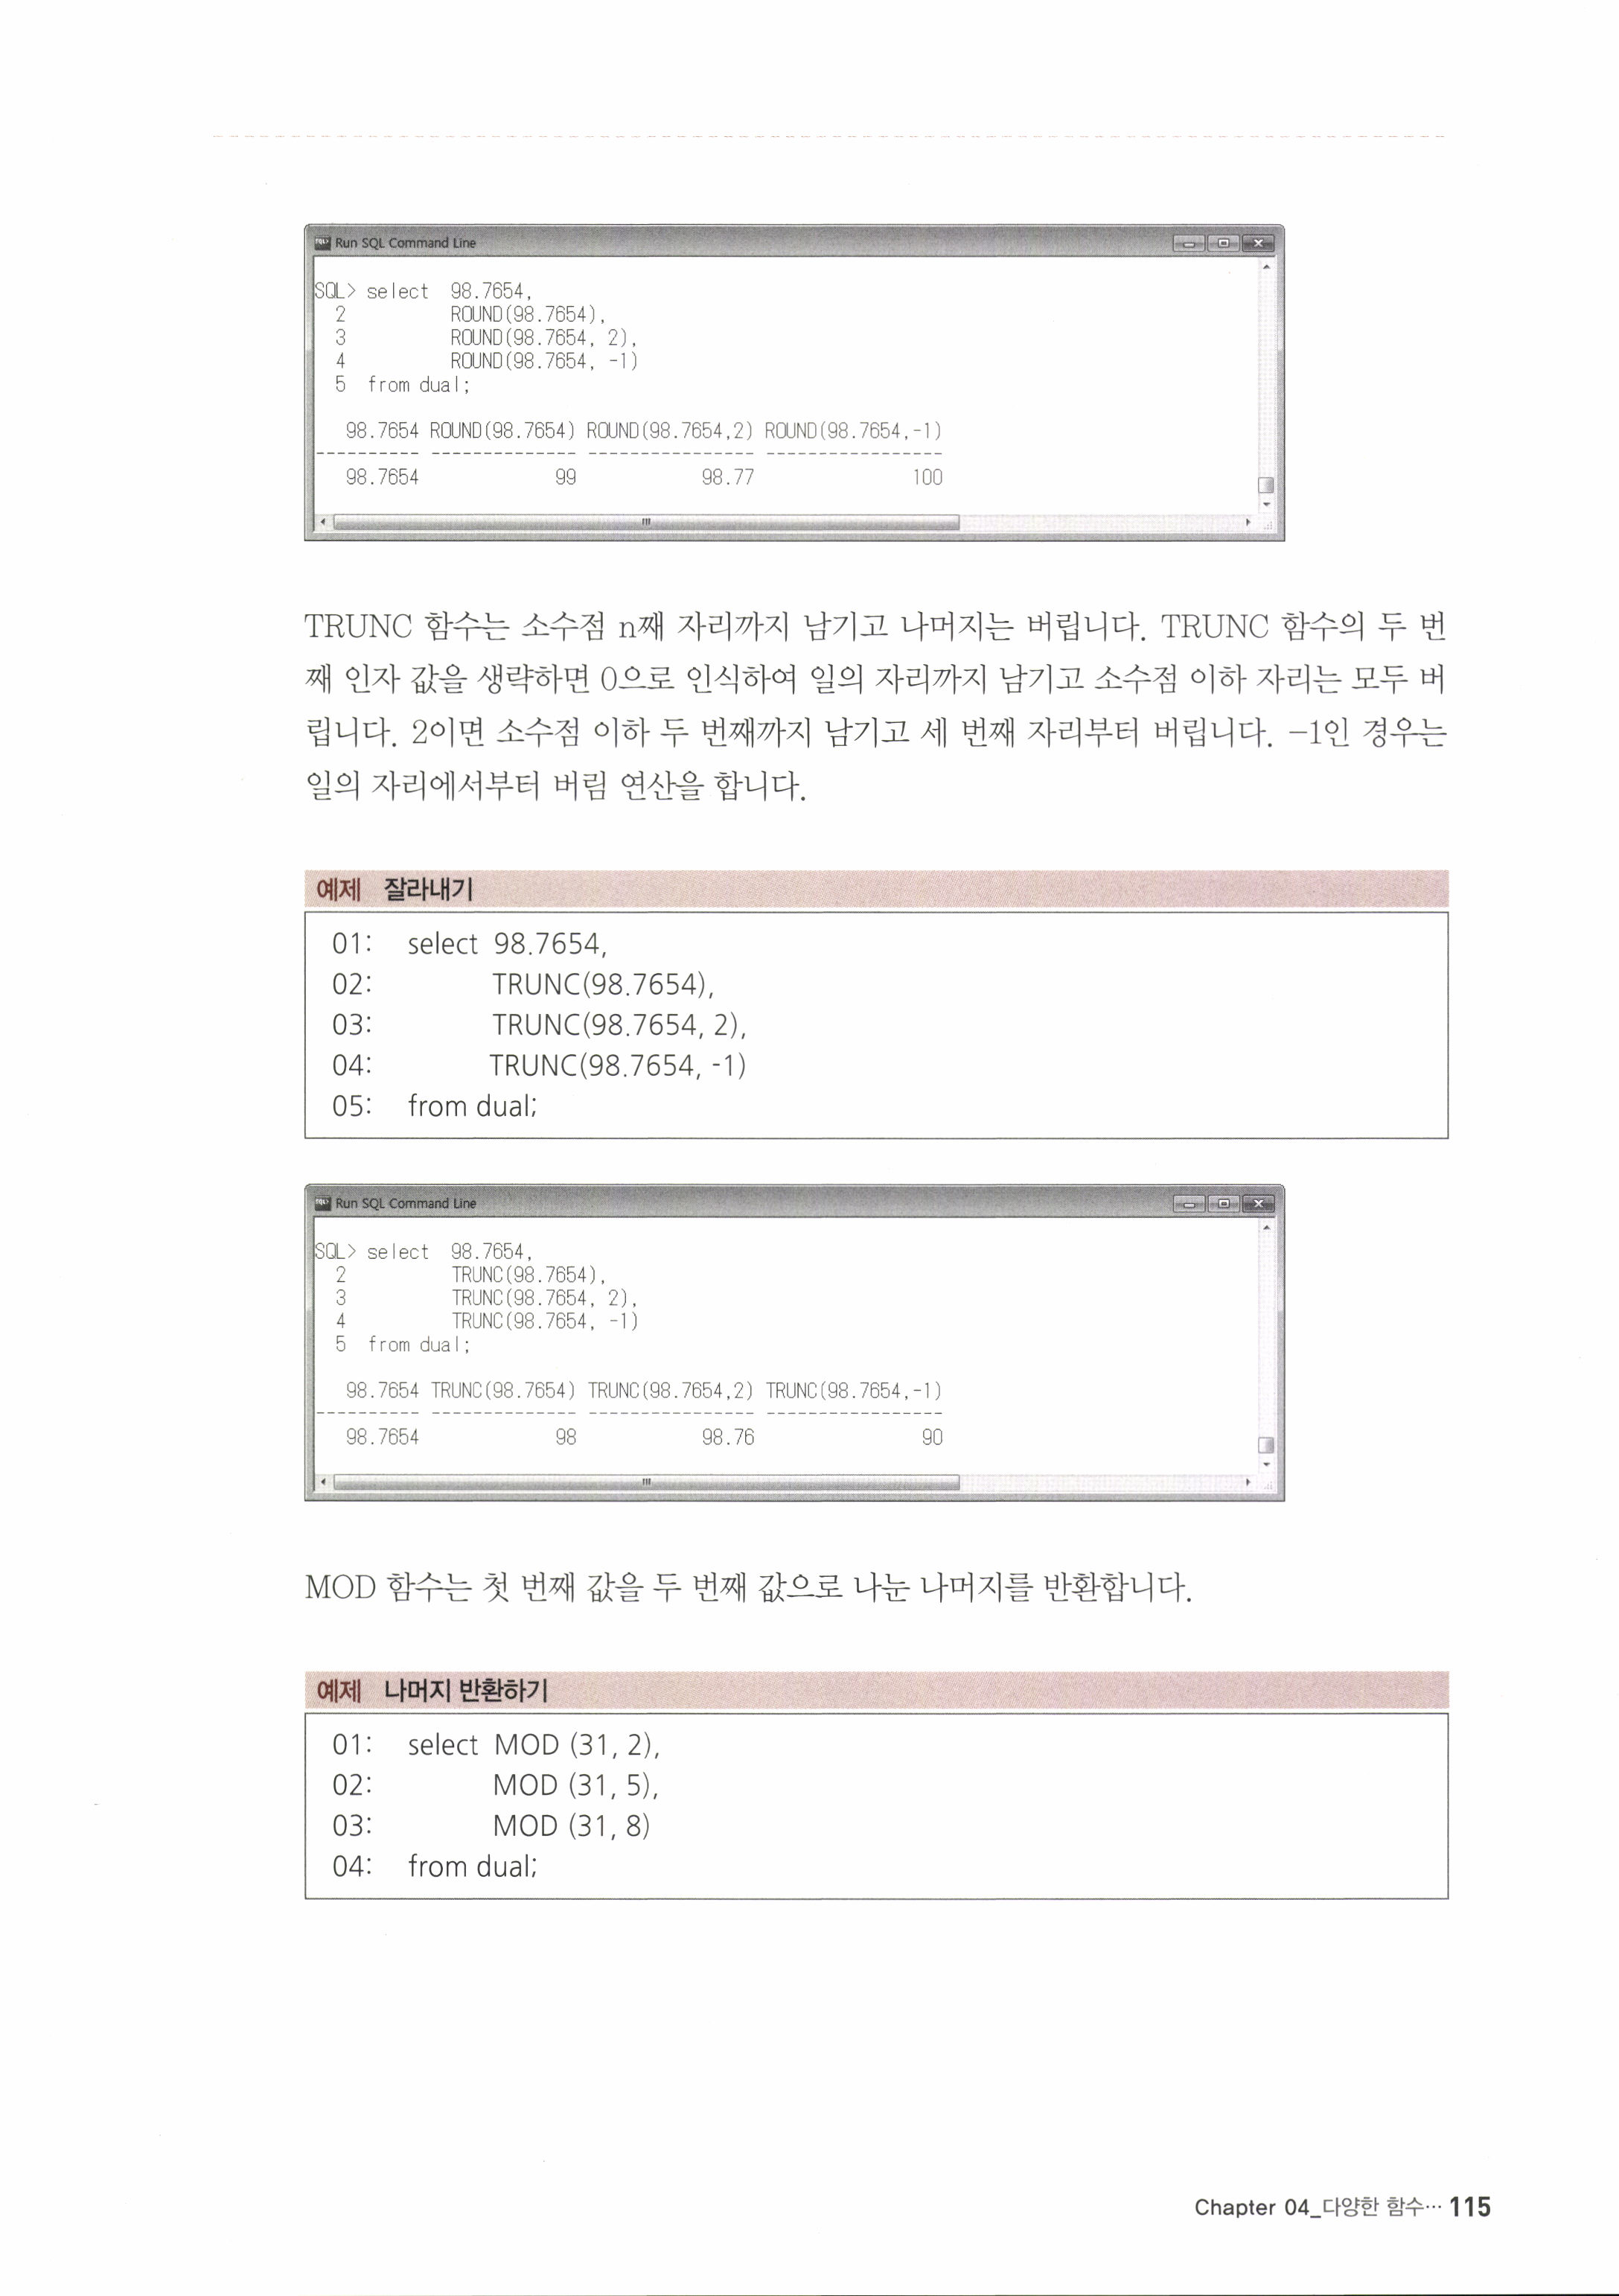 Run SQL Command Line
SQL> select 98.7654,
2 ROUND(98.7654),
3 ROUND(98.7654, 2),
4 ROUND(98.7654, -1)
5 from dual;
98.7654 ROUND(98.7654) ROUND(98.7654,2) ROUND(98.7654,-1)
---------- -------------- ---------------- -----------------
98.7654 99 98.77 100
TRUNC 함수는 소수점 n째 자리까지 남기고 나머지는 버립니다. TRUNC 함수의 두 번
째 인자 값을 생략하면 0으로 인식하여 일의 자리까지 남기고 소수점 이하 자리는 모두 버
립니다. 2이면 소수점 이하 두 번째까지 남기고 세 번째 자리부터 버립니다. -1인 경우는
일의 자리에서부터 버림 연산을 합니다.
예제 잘라내기
01: select 98.7654,
02: TRUNC(98.7654),
03: TRUNC(98.7654, 2),
04: TRUNC(98.7654, -1)
05: from dual;
Run SQL Command Line
SQL> select 98.7654,
2 TRUNC(98.7654),
3 TRUNC(98.7654, 2),
4 TRUNC(98.7654, -1)
5 from dual;
98.7654 TRUNC(98.7654) TRUNC(98.7654,2) TRUNC(98.7654,-1)
---------- -------------- ---------------- -----------------
98.7654 98 98.76 90
MOD 함수는 첫 번째 값을 두 번째 값으로 나눈 나머지를 반환합니다.
예제 나머지 반환하기
01: select MOD (31, 2),
02: MOD (31, 5),
03: MOD (31, 8)
04: from dual;
Chapter 04_다양한 함수… 115